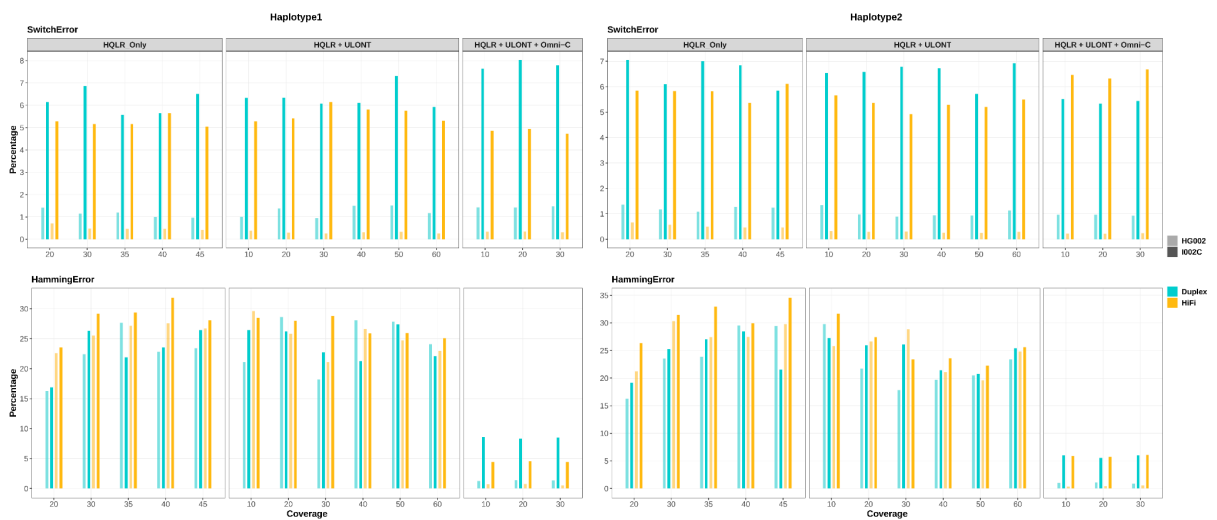 Haplotype1
Haplotype2
SwitchError
SwitchError
HQLR Only
HQLR + ULONT
HQLR + ULONT + Omni−C
HQLR Only
HQLR + ULONT
HQLR + ULONT + Omni−C
8
7
6
5
4
3
2
1
0
Percentage
7
6
5
4
3
2
1
0
20 30 35 40 45
10 20 30 40 50 60
10 20 30
20 30 35 40 45
10 20 30 40 50 60
10 20 30
HG002
I002C
HammingError
HammingError
Duplex
HiFi
30
25
20
15
10
5
0
Percentage
35
30
25
20
15
10
5
0
20 30 35 40 45
10 20 30 40 50 60
10 20 30
20 30 35 40 45
10 20 30 40 50 60
10 20 30
Coverage
Coverage